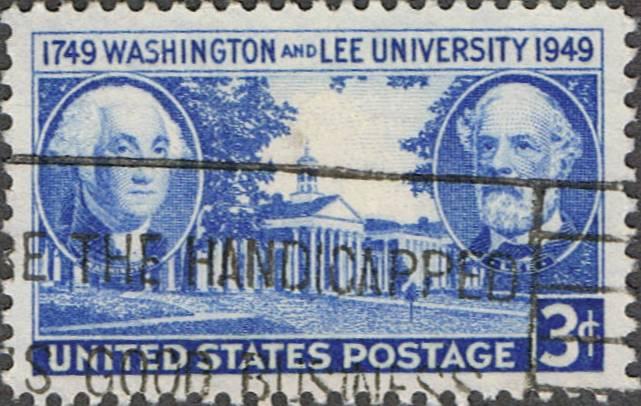 1749 WASHINGTON AND LEE UNIVERSITY 1949
E THE HANDICAPPED
3¢
UNITED STATES POSTAGE
'S GOOD BUSINESS